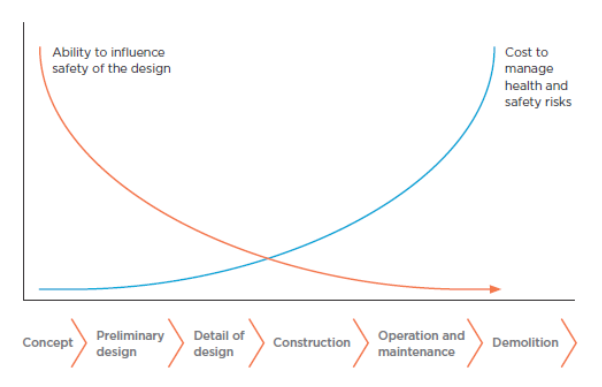 Ability to influence
safety of the design
Cost to
manage
health and
safety risks
Concept
Preliminary
design
Detail of
design
Construction
Operation and
maintenance
Demolition